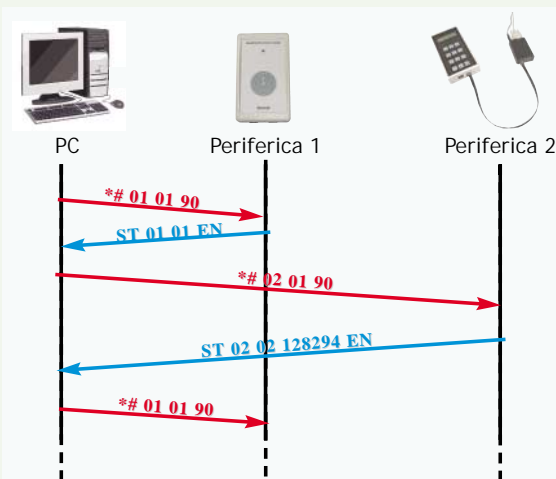 PC
Periferica 1
Periferica 2
*# 01 01 90
ST 01 01 EN
*# 02 01 90
ST 02 02 128294 EN
*# 01 01 90